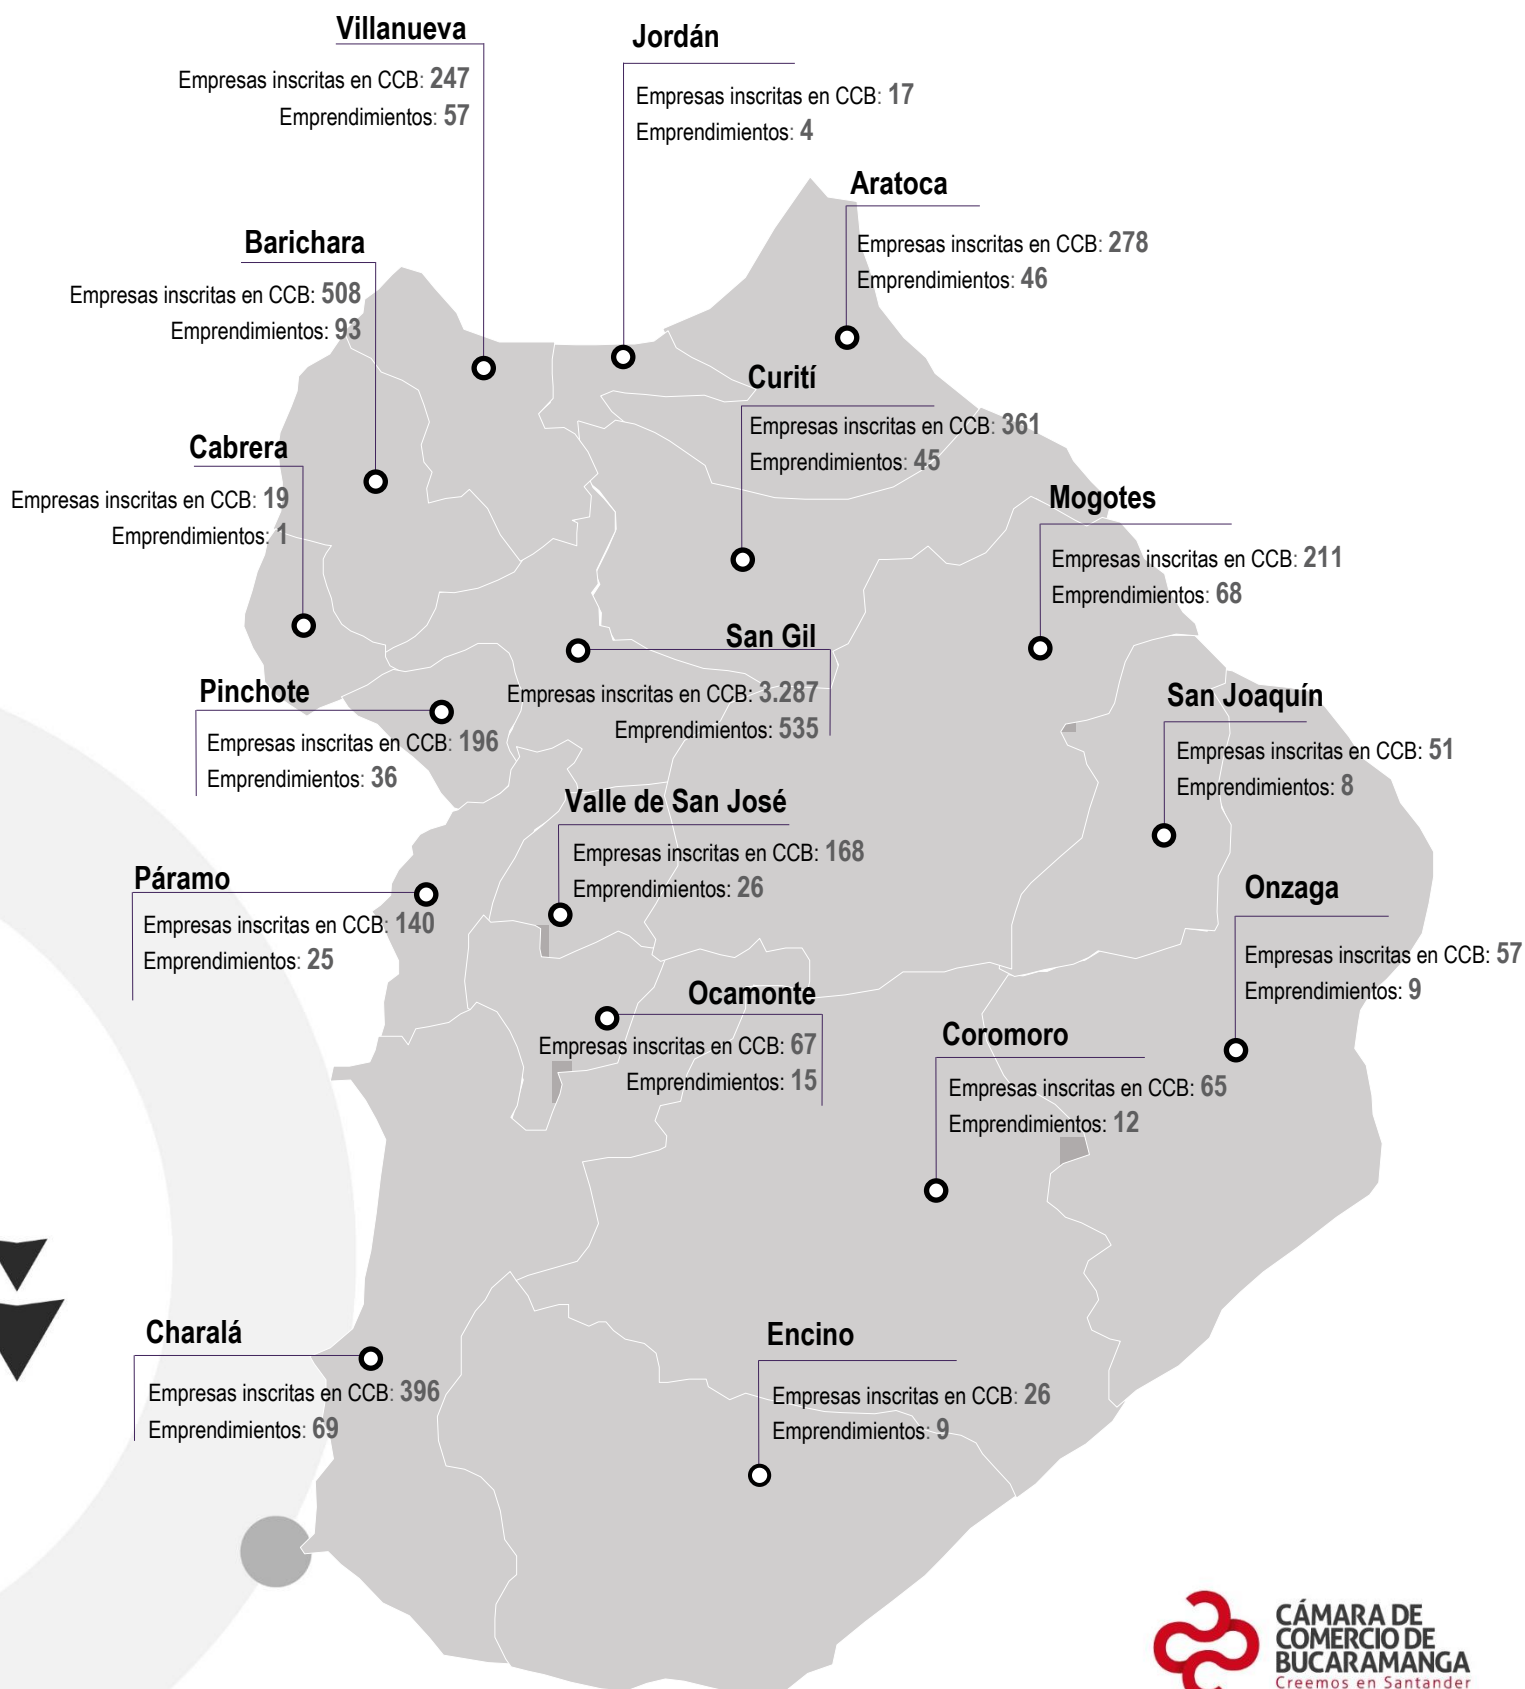 Villanueva
Empresas inscritas en CCB: 247
Emprendimientos: 57
Jordán
Empresas inscritas en CCB: 17
Emprendimientos: 4
Aratoca
Empresas inscritas en CCB: 278
Emprendimientos: 46
Barichara
Empresas inscritas en CCB: 508
Emprendimientos: 93
Curití
Empresas inscritas en CCB: 361
Emprendimientos: 45
Cabrera
Empresas inscritas en CCB: 19
Emprendimientos: 1
Mogotes
Empresas inscritas en CCB: 211
Emprendimientos: 68
San Gil
Empresas inscritas en CCB: 3.287
Emprendimientos: 535
Pinchote
Empresas inscritas en CCB: 196
Emprendimientos: 36
San Joaquín
Empresas inscritas en CCB: 51
Emprendimientos: 8
Valle de San José
Empresas inscritas en CCB: 168
Emprendimientos: 26
Páramo
Empresas inscritas en CCB: 140
Emprendimientos: 25
Onzaga
Empresas inscritas en CCB: 57
Emprendimientos: 9
Ocamonte
Empresas inscritas en CCB: 67
Emprendimientos: 15
Coromoro
Empresas inscritas en CCB: 65
Emprendimientos: 12
Charalá
Empresas inscritas en CCB: 396
Emprendimientos: 69
Encino
Empresas inscritas en CCB: 26
Emprendimientos: 9
CÁMARA DE
COMERCIO DE
BUCARAMANGA
Creemos en Santander